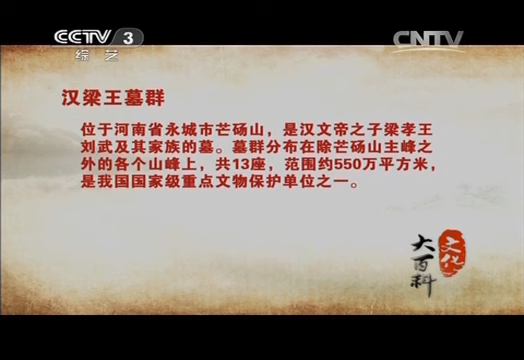 CCTV 3
综艺
CNTV
汉梁王墓群
位于河南省永城市芒砀山，是汉文帝之子梁孝王
刘武及其家族的墓。墓群分布在除芒砀山主峰之
外的各个山峰上，共13座，范围约550万平方米，
是我国国家级重点文物保护单位之一。
文化
大百科